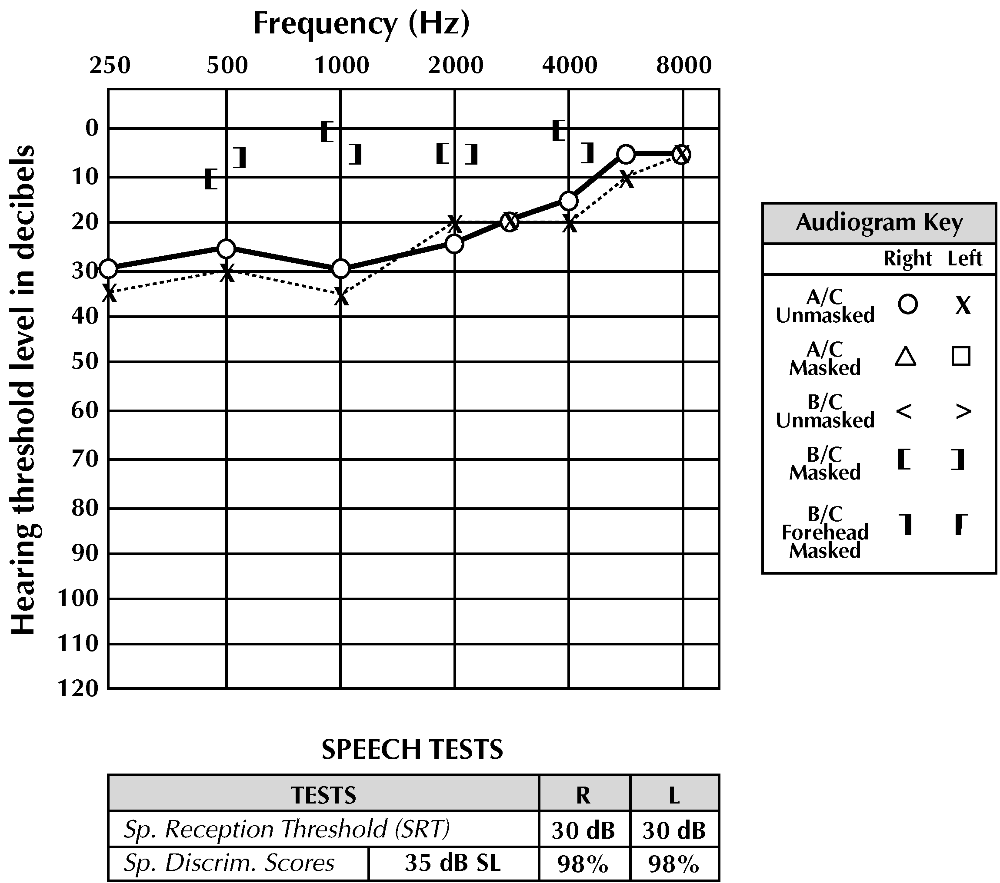 Frequency (Hz)
250 500 1000 2000 4000 8000
Hearing threshold level in decibels
0
10
20
30
40
50
60
70
80
90
100
110
120
Audiogram Key
Right Left
A/C
Unmasked
A/C
Masked
B/C
Unmasked
< >
B/C
Masked
B/C
Forehead
Masked
SPEECH TESTS
TESTS R L
Sp. Reception Threshold (SRT) 30 dB 30 dB
Sp. Discrim. Scores 35 dB SL 98% 98%